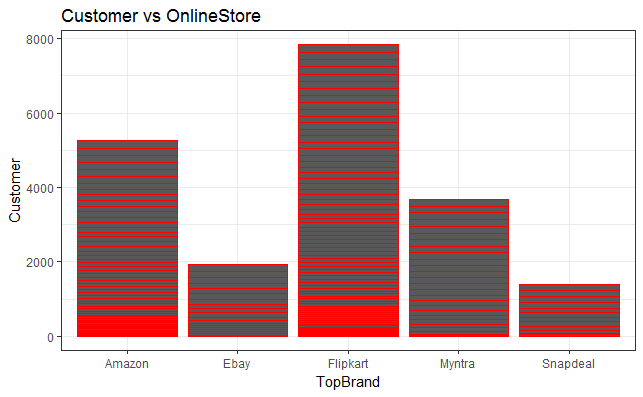 Customer vs OnlineStore
8000
6000
4000
2000
0
Customer
Amazon Ebay Flipkart Myntra Snapdeal
TopBrand